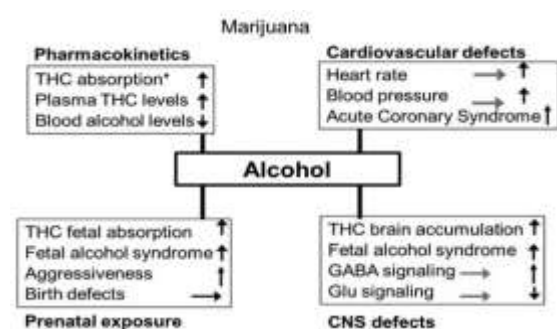 Marijuana
Pharmacokinetics
THC absorption* ↑
Plasma THC levels ↑
Blood alcohol levels ↓
Cardiovascular defects
Heart rate → ↑
Blood pressure → ↑
Acute Coronary Syndrome ↑
Alcohol
THC fetal absorption ↑
Fetal alcohol syndrome ↑
Aggressiveness ↑
Birth defects →
Prenatal exposure
THC brain accumulation ↑
Fetal alcohol syndrome ↑
GABA signaling → ↑
Glu signaling → ↓
CNS defects